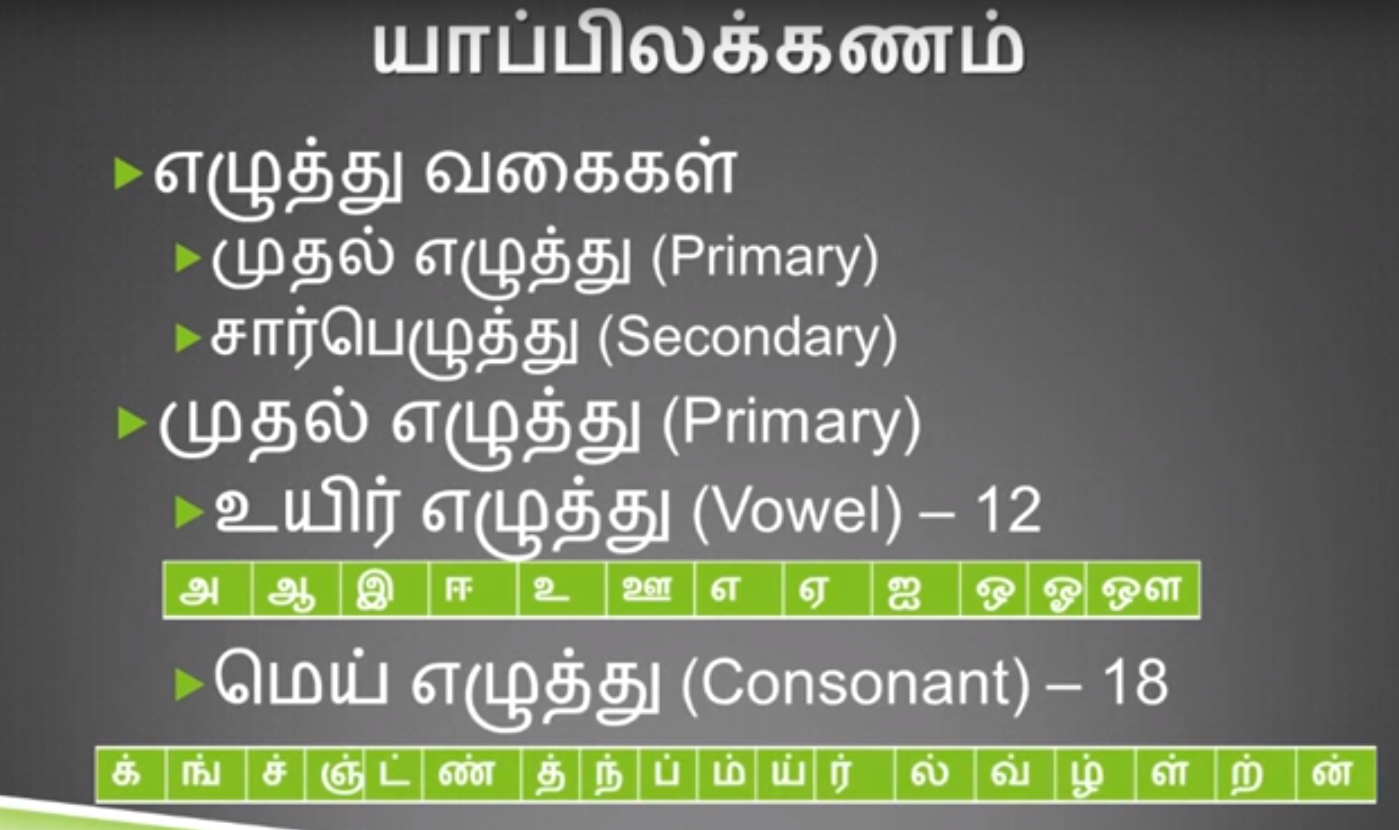 யாப்பிலக்கணம்
எழுத்து வகைகள்
முதல் எழுத்து (Primary)
சார்பெழுத்து (Secondary)
முதல் எழுத்து (Primary)
உயிர் எழுத்து (Vowel) – 12
அ ஆ இ ஈ உ ஊ எ ஏ ஐ ஒ ஓ ஔ
மெய் எழுத்து (Consonant) – 18
க் ங் ச் ஞ் ட் ண் த் ந் ப் ம் ய் ர் ல் வ் ழ் ள் ற் ன்